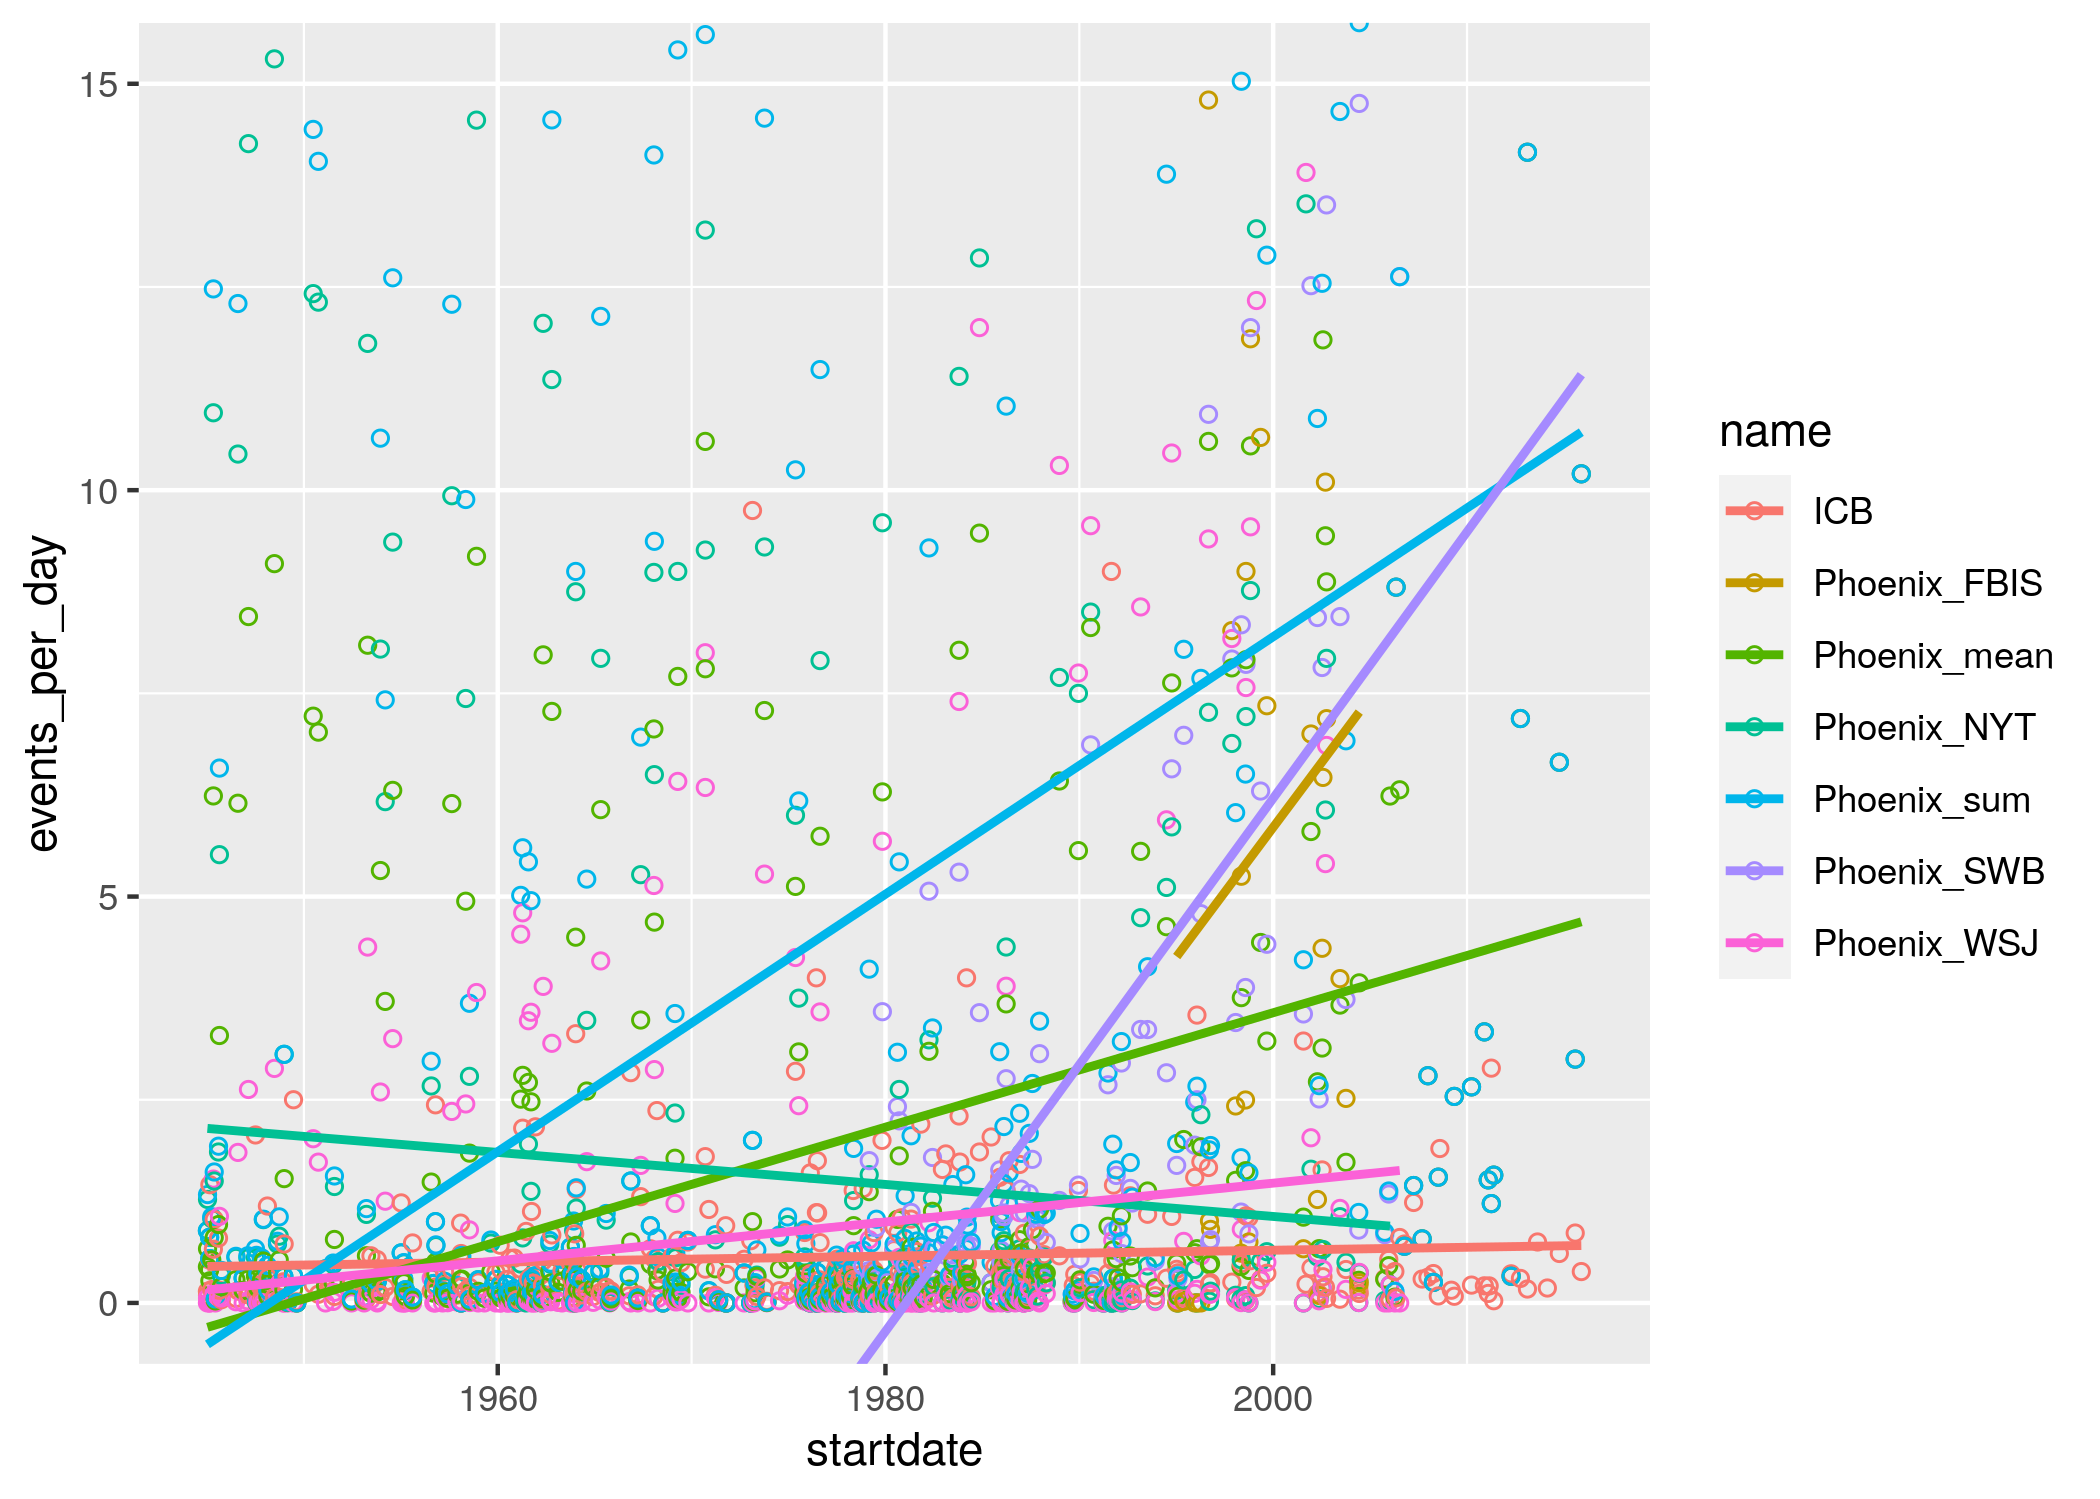 15
10
5
0
events_per_day
1960
1980
2000
startdate
name
ICB
Phoenix_FBIS
Phoenix_mean
Phoenix_NYT
Phoenix_sum
Phoenix_SWB
Phoenix_WSJ